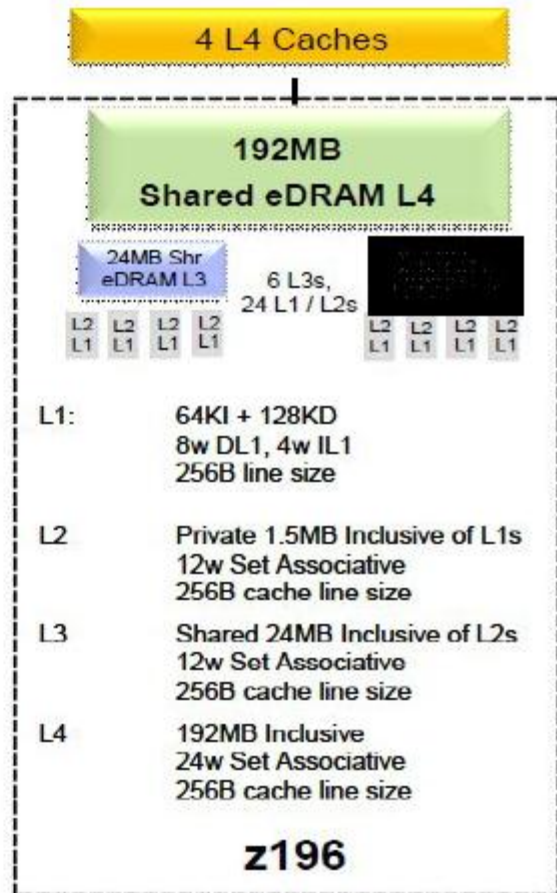 4 L4 Caches
192MB
Shared eDRAM L4
24MB Shr
eDRAM L3
6 L3s,
24 L1 / L2s
L2 L2 L2 L2
L1 L1 L1 L1
L2 L2 L2 L2
L1 L1 L1 L1
L1: 64KI + 128KD
8w DL1, 4w IL1
256B line size
L2 Private 1.5MB Inclusive of L1s
12w Set Associative
256B cache line size
L3 Shared 24MB Inclusive of L2s
12w Set Associative
256B cache line size
L4 192MB Inclusive
24w Set Associative
256B cache line size
z196